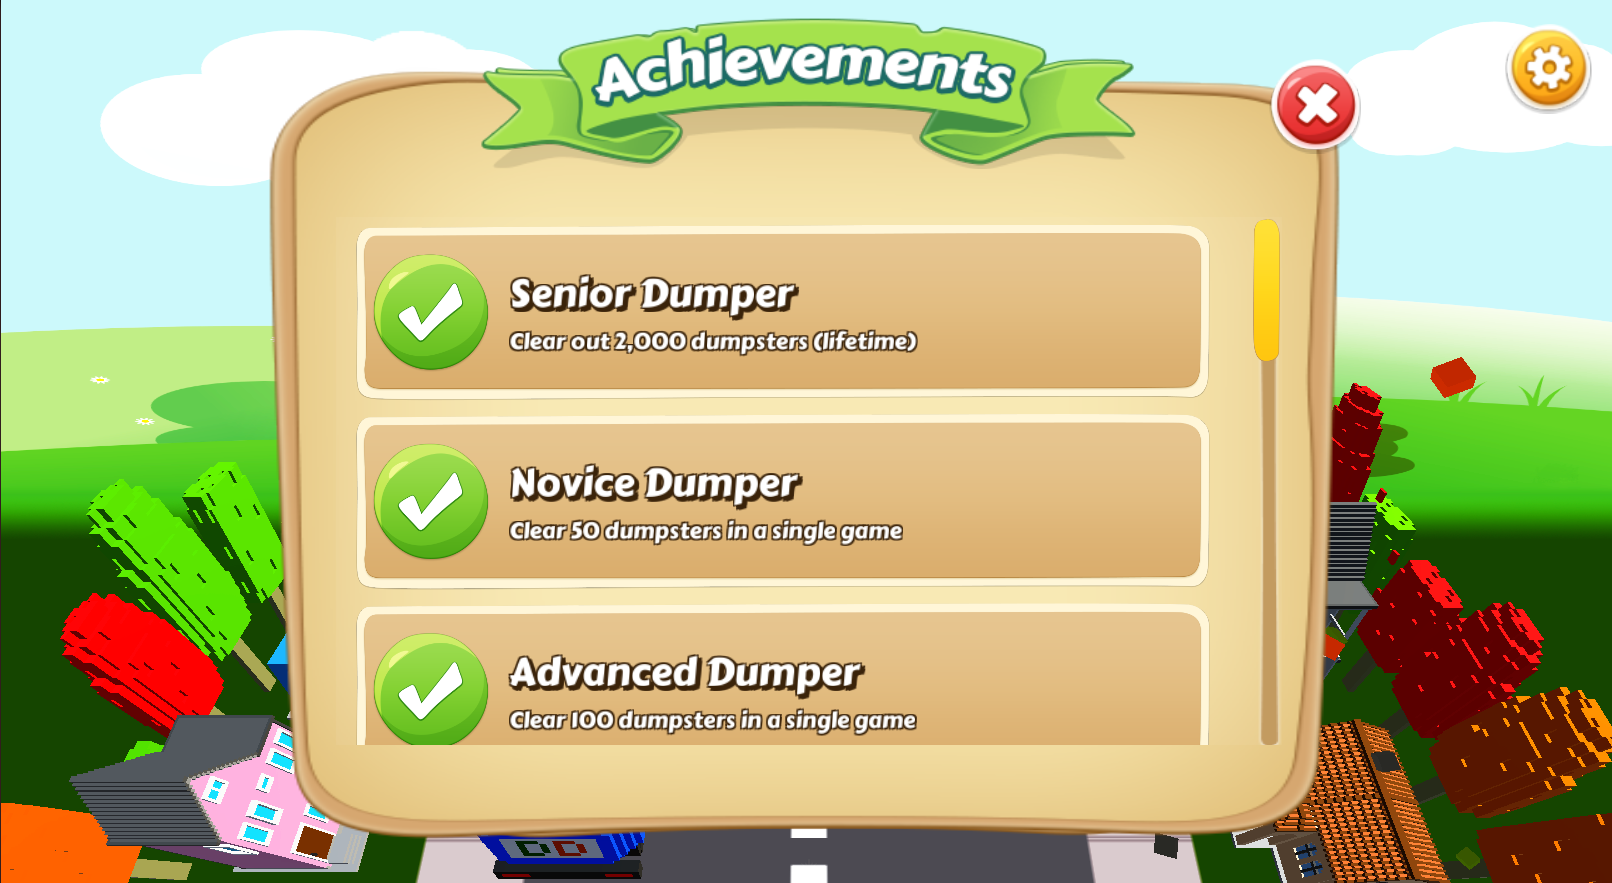 Achievements
Senior Dumper
Clear out 2,000 dumpsters (lifetime)
Novice Dumper
Clear 50 dumpsters in a single game
Advanced Dumper
Clear 100 dumpsters in a single game
DD